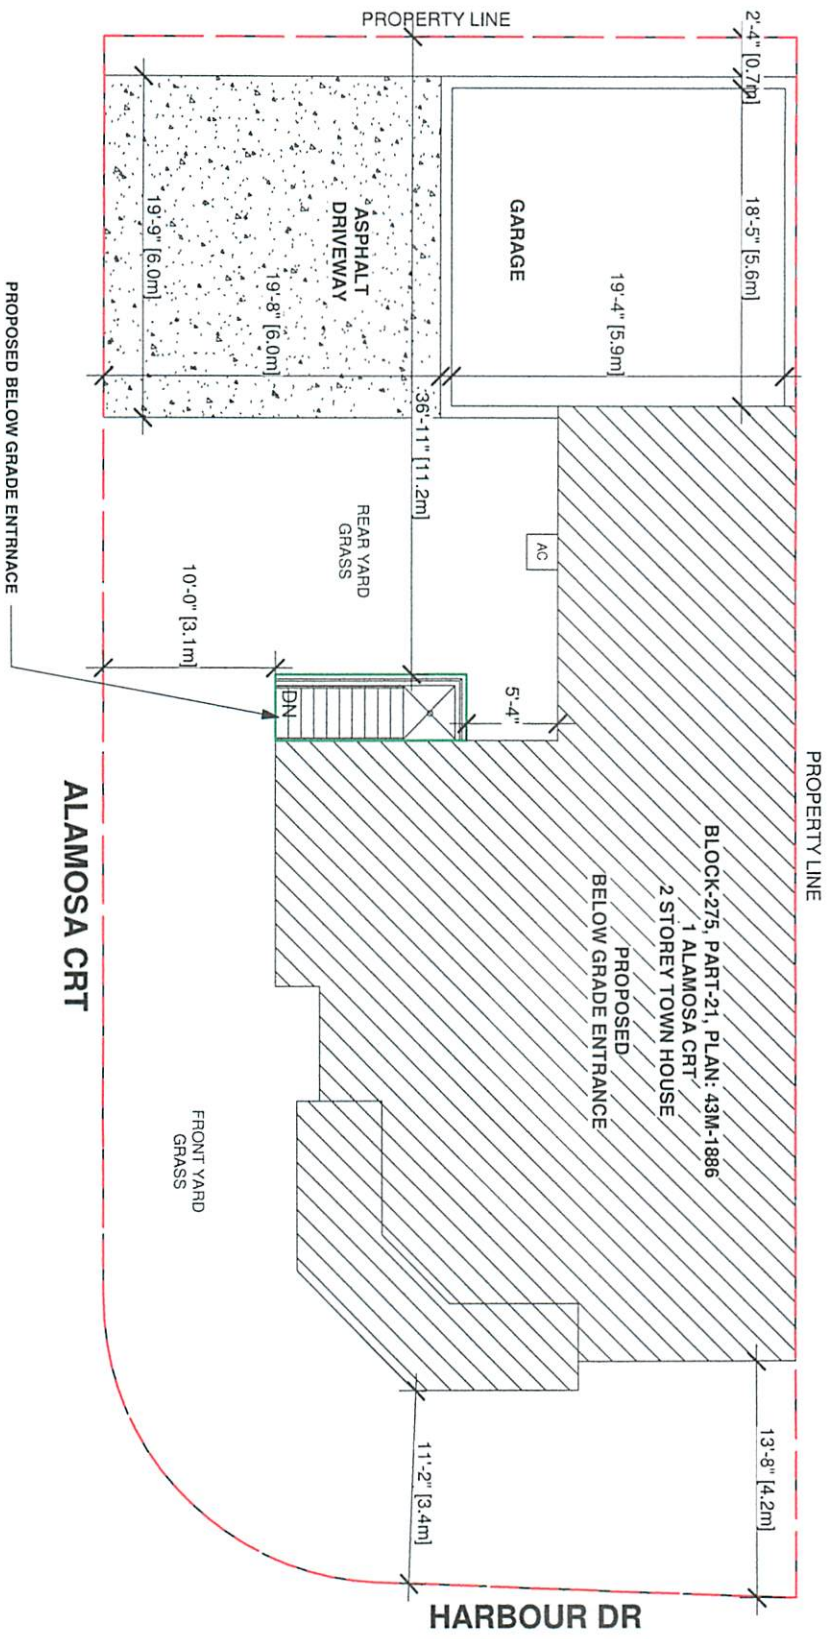 PROPERTY LINE
2'-4" [0.7m]
18'-5" [5.6m]
GARAGE
19'-4" [5.9m]
ASPHALT
DRIVEWAY
19'-9" [6.0m]
19'-8" [6.0m]
36'-11" [11.2m]
REAR YARD
GRASS
AC
10'-0" [3.1m]
5'-4"
DN
PROPOSED BELOW GRADE ENTRNACE
PROPERTY LINE
BLOCK-275, PART-21, PLAN: 43M-1886
1 ALAMOSA CRT
2 STOREY TOWN HOUSE
PROPOSED
BELOW GRADE ENTRANCE
ALAMOSA CRT
FRONT YARD
GRASS
13'-8" [4.2m]
11'-2" [3.4m]
HARBOUR DR